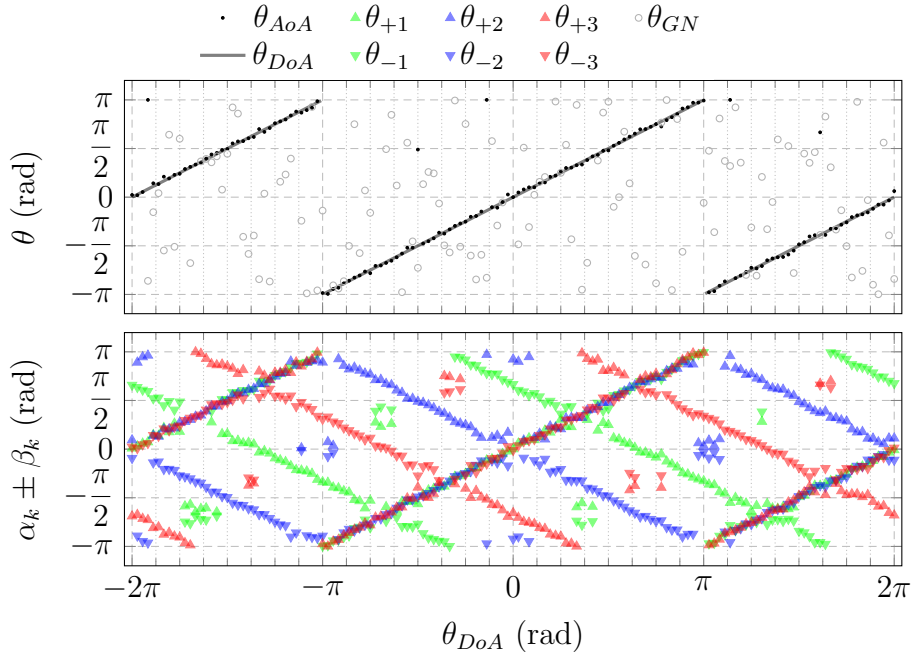 θ_AoA θ_+1 θ_+2 θ_+3 θ_GN
θ_DoA θ_−1 θ_−2 θ_−3
π
π/2
0
−π/2
−π
θ (rad)
π
π/2
0
−π/2
−π
α_k ± β_k (rad)
−2π −π 0 π 2π
θ_DoA (rad)